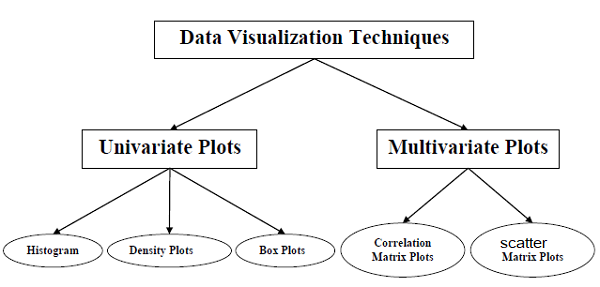 Data Visualization Techniques
Univariate Plots
Multivariate Plots
Histogram
Density Plots
Box Plots
Correlation
Matrix Plots
scatter
Matrix Plots